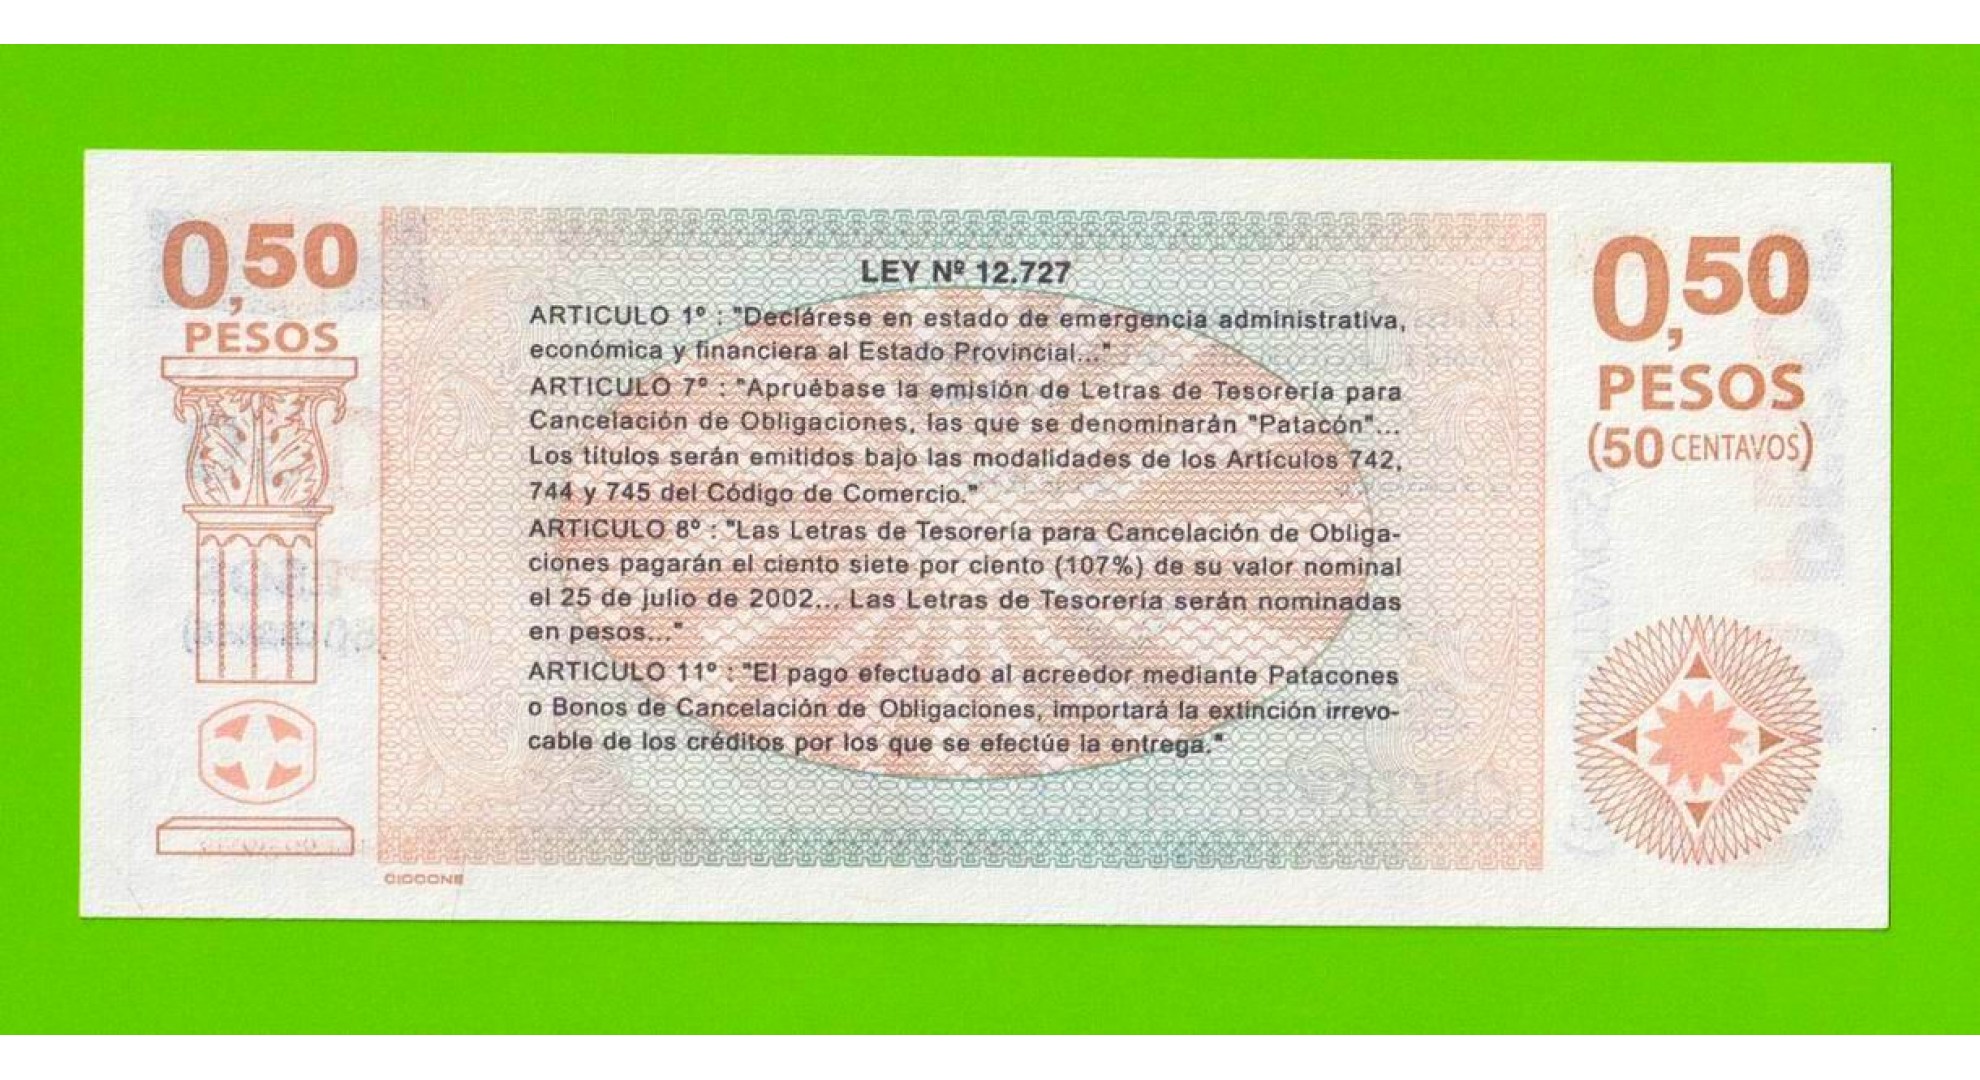 0,50
PESOS
LEY Nº 12.727
ARTICULO 1º : "Declárese en estado de emergencia administrativa,
económica y financiera al Estado Provincial..."
ARTICULO 7º : "Apruébase la emisión de Letras de Tesorería para
Cancelación de Obligaciones, las que se denominarán "Patacón"...
Los títulos serán emitidos bajo las modalidades de los Artículos 742,
744 y 745 del Código de Comercio."
ARTICULO 8º : "Las Letras de Tesorería para Cancelación de Obliga-
ciones pagarán el ciento siete por ciento (107%) de su valor nominal
el 25 de julio de 2002... Las Letras de Tesorería serán nominadas
en pesos..."
ARTICULO 11º : "El pago efectuado al acreedor mediante Patacones
o Bonos de Cancelación de Obligaciones, importará la extinción irrevo-
cable de los créditos por los que se efectúe la entrega."
CICCONE
0,50
PESOS
(50 CENTAVOS)